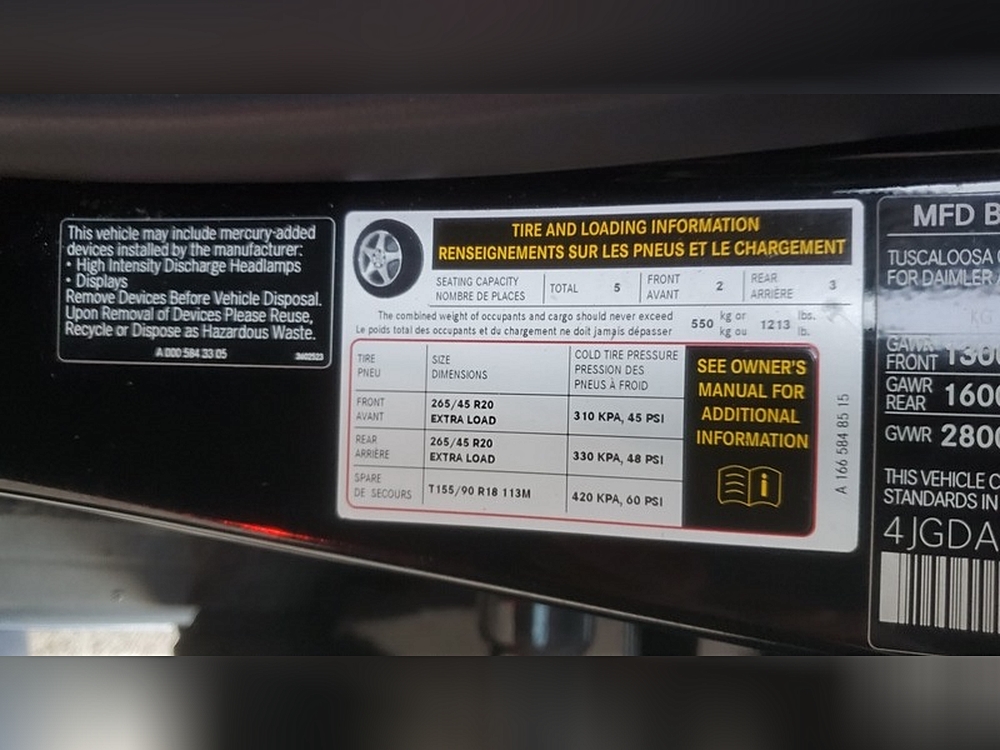 This vehicle may include mercury-added
devices installed by the manufacturer:
• High Intensity Discharge Headlamps
• Displays
Remove Devices Before Vehicle Disposal.
Upon Removal of Devices Please Reuse,
Recycle or Dispose as Hazardous Waste.
A 000 584 33 05
TIRE AND LOADING INFORMATION
RENSEIGNEMENTS SUR LES PNEUS ET LE CHARGEMENT
SEATING CAPACITY
NOMBRE DE PLACES
TOTAL 5
FRONT
AVANT
2
REAR
ARRIÈRE
3
The combined weight of occupants and cargo should never exceed
Le poids total des occupants et du chargement ne doit jamais dépasser
550
kg or
kg ou
1213
lbs.
lb.
TIRE
PNEU
SIZE
DIMENSIONS
COLD TIRE PRESSURE
PRESSION DES
PNEUS À FROID
FRONT
AVANT
265/45 R20
EXTRA LOAD
310 KPA, 45 PSI
REAR
ARRIÈRE
265/45 R20
EXTRA LOAD
330 KPA, 48 PSI
SPARE
DE SECOURS
T155/90 R18 113M
420 KPA, 60 PSI
SEE OWNER'S
MANUAL FOR
ADDITIONAL
INFORMATION
A 166 584 85 15
MFD B
TUSCALOOSA
FOR DAIMLER
KG
GAWR
FRONT
GAWR
REAR 1600
GVWR 2800
THIS VEHICLE
STANDARDS IN
4JGDA